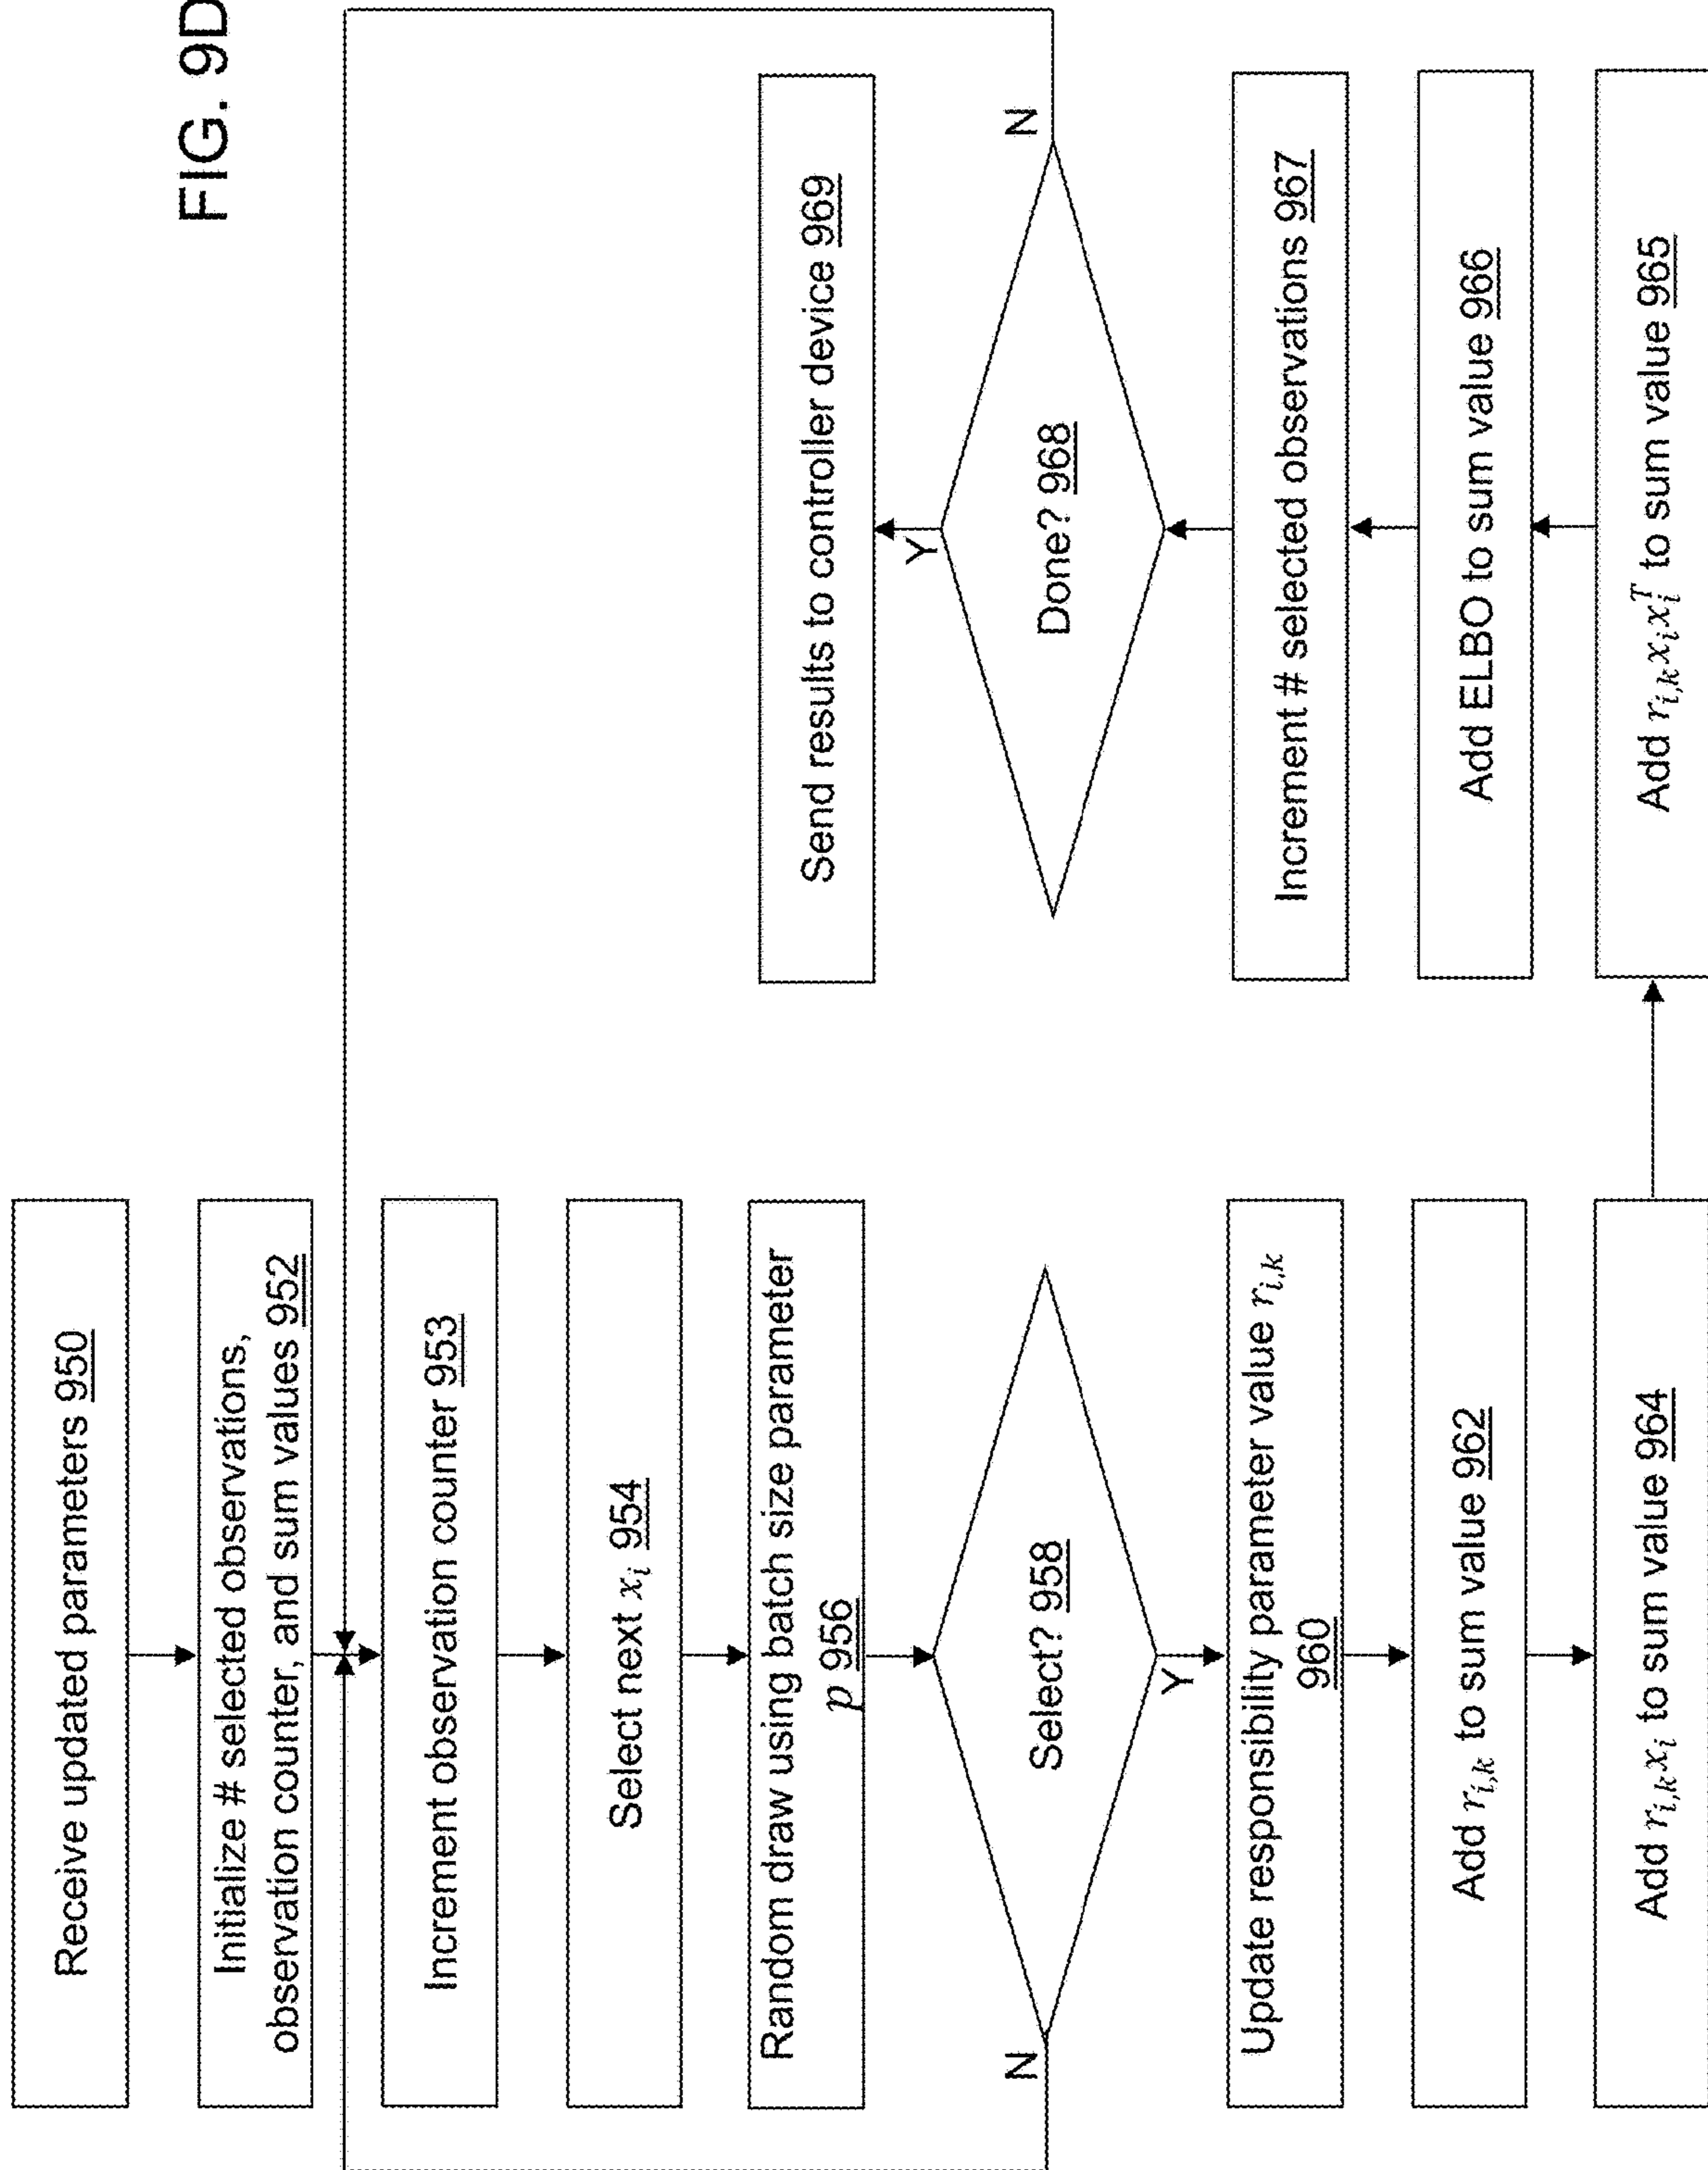 Receive updated parameters 950
Initialize # selected observations,
observation counter, and sum values 952
Increment observation counter 953
Select next x_i 954
Random draw using batch size parameter
p 956
Select? 958
N
Y
Update responsibility parameter value r_{i,k}
960
Add r_{i,k} to sum value 962
Add r_{i,k}x_i to sum value 964
Add r_{i,k}x_ix_i^T to sum value 965
Add ELBO to sum value 966
Increment # selected observations 967
Done? 968
N
Y
Send results to controller device 969
FIG. 9D